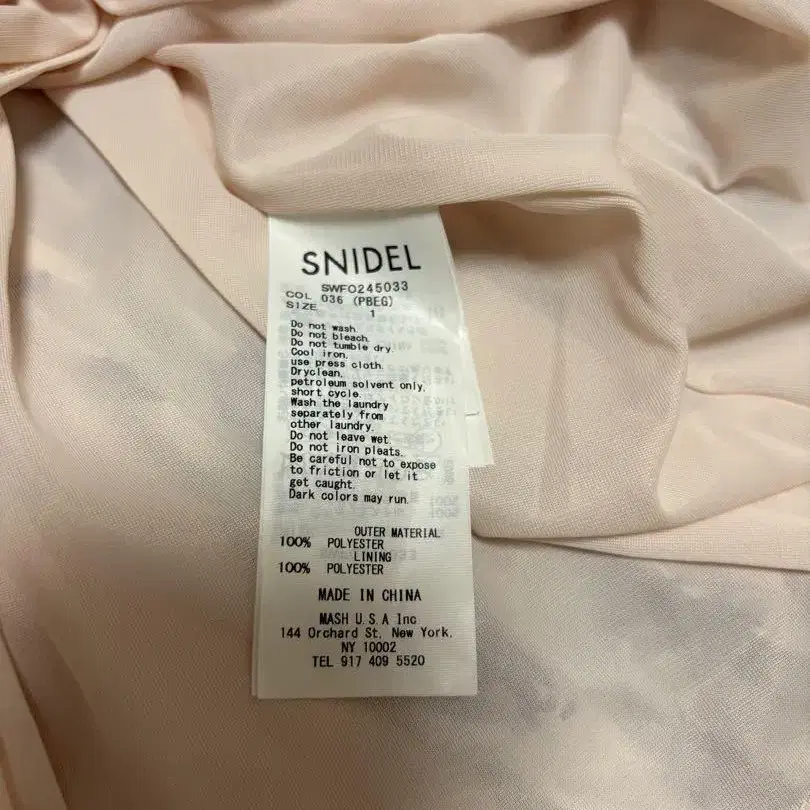 SNIDEL
SWFO245033
COL 036 (PBEG)
SIZE 1
Do not wash.
Do not bleach.
Do not tumble dry.
Cool iron.
use press cloth.
Dryclean.
petroleum solvent only.
short cycle.
Wash the laundry
separately from
other laundry.
Do not leave wet.
Do not iron pleats.
Be careful not to expose
to friction or let it
get caught.
Dark colors may run.
OUTER MATERIAL
100% POLYESTER
LINING
100% POLYESTER
MADE IN CHINA
MASH U.S.A Inc
144 Orchard St, New York,
NY 10002
TEL 917 409 5520